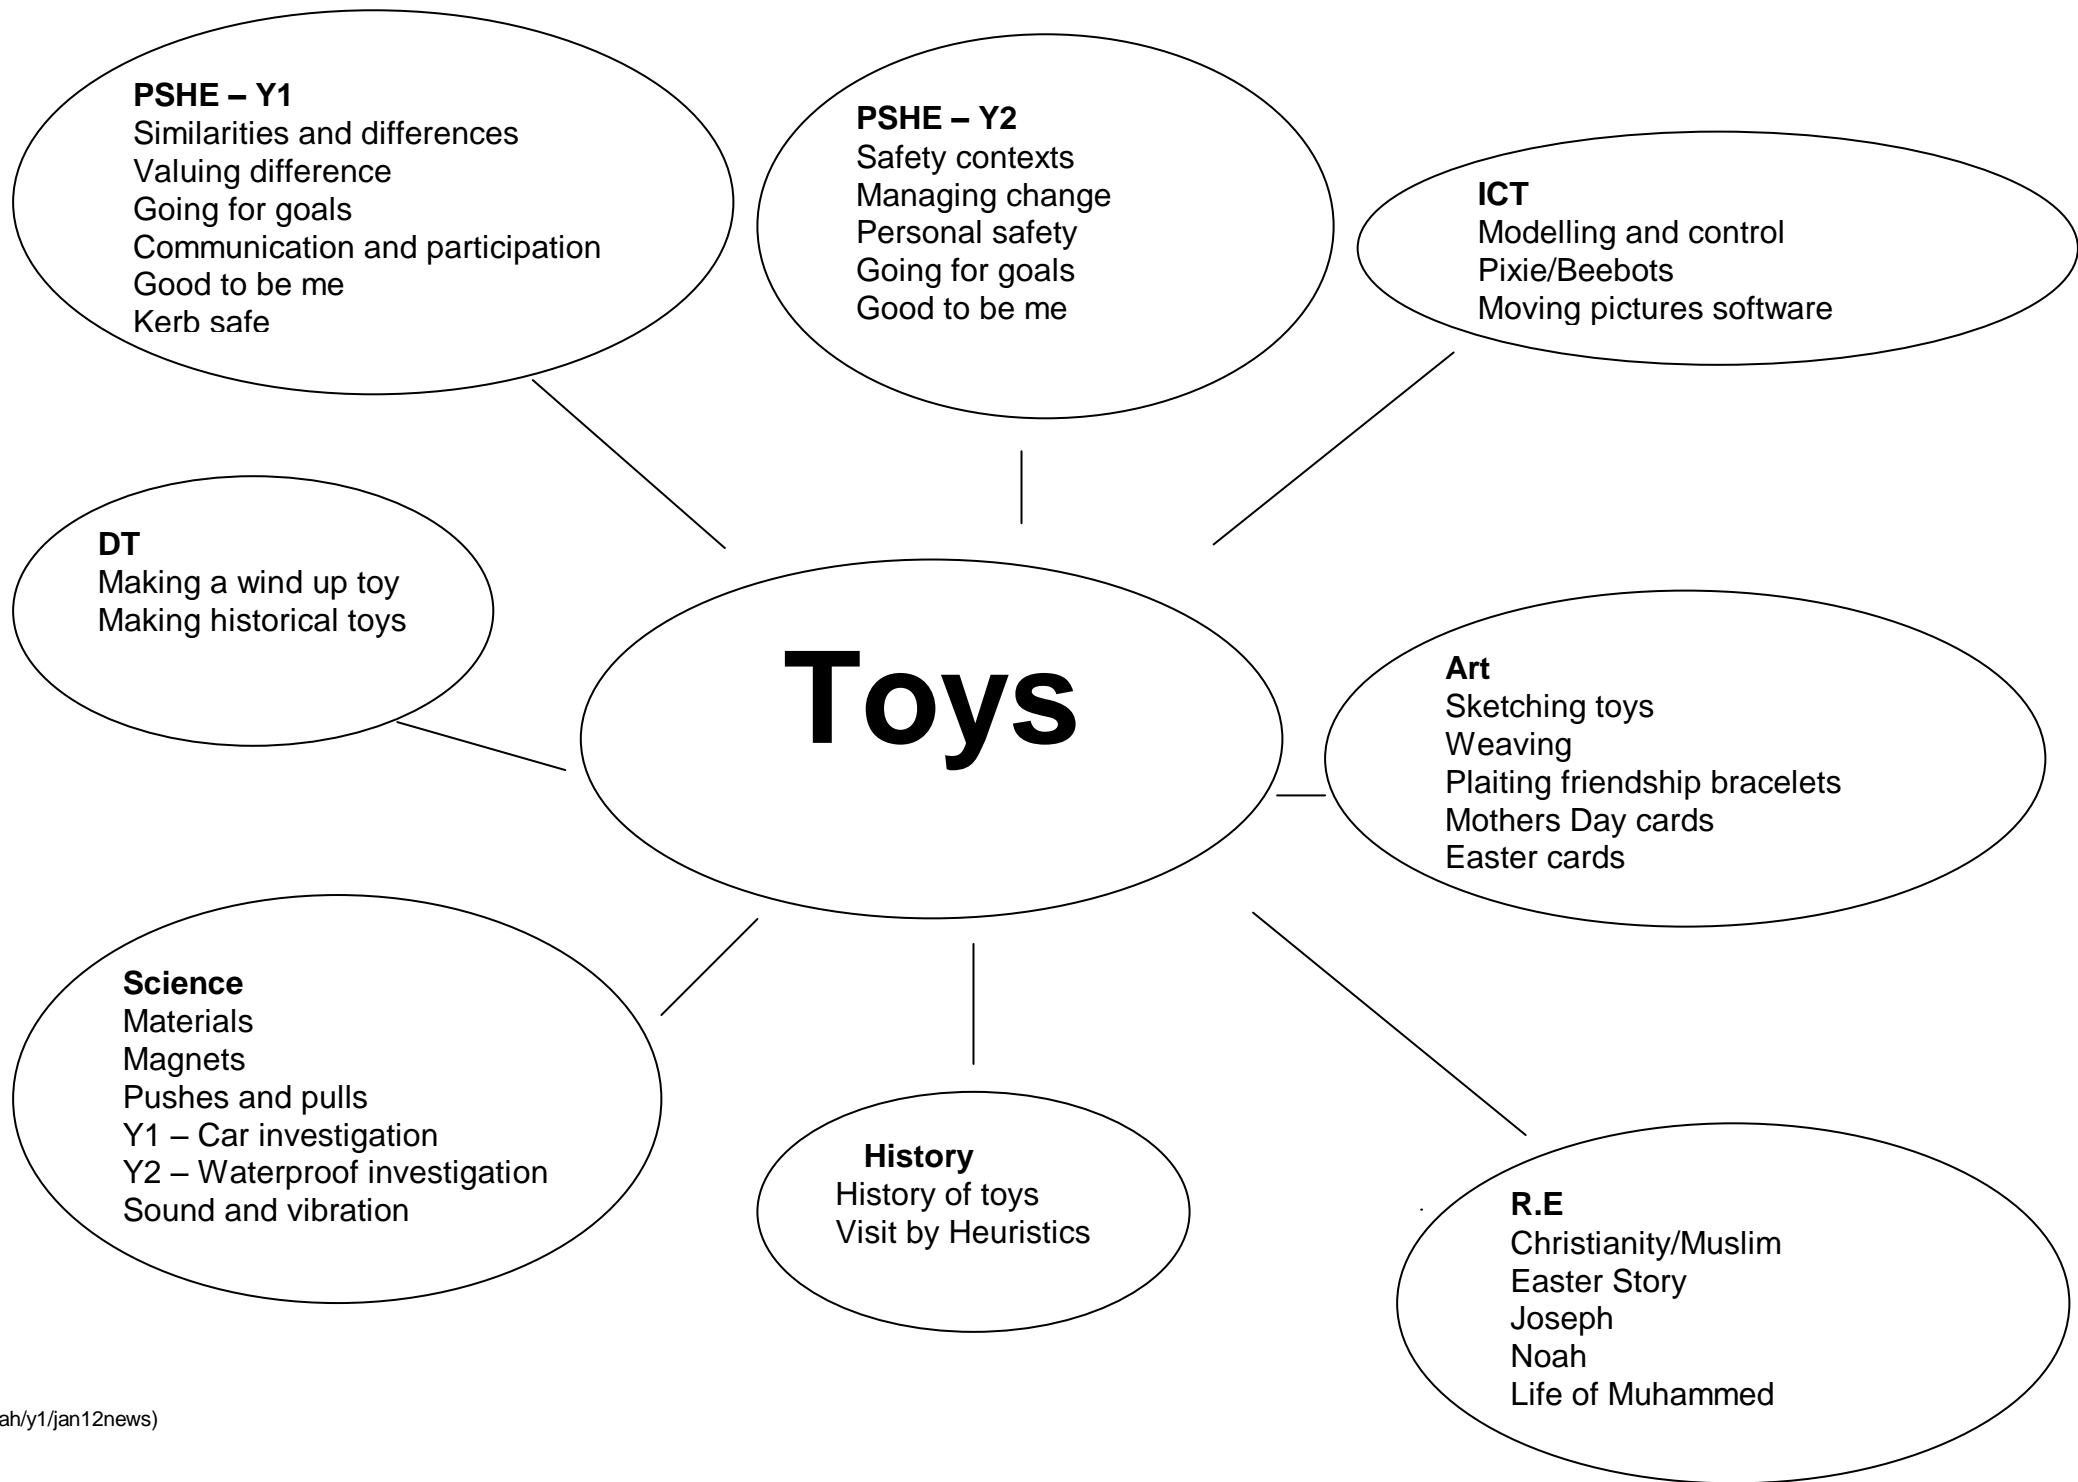 PSHE – Y1
Similarities and differences
Valuing difference
Going for goals
Communication and participation
Good to be me
Kerb safe
PSHE – Y2
Safety contexts
Managing change
Personal safety
Going for goals
Good to be me
ICT
Modelling and control
Pixie/Beebots
Moving pictures software
DT
Making a wind up toy
Making historical toys
Toys
Art
Sketching toys
Weaving
Plaiting friendship bracelets
Mothers Day cards
Easter cards
Science
Materials
Magnets
Pushes and pulls
Y1 – Car investigation
Y2 – Waterproof investigation
Sound and vibration
History
History of toys
Visit by Heuristics
R.E
Christianity/Muslim
Easter Story
Joseph
Noah
Life of Muhammed
ah/y1/jan12news)